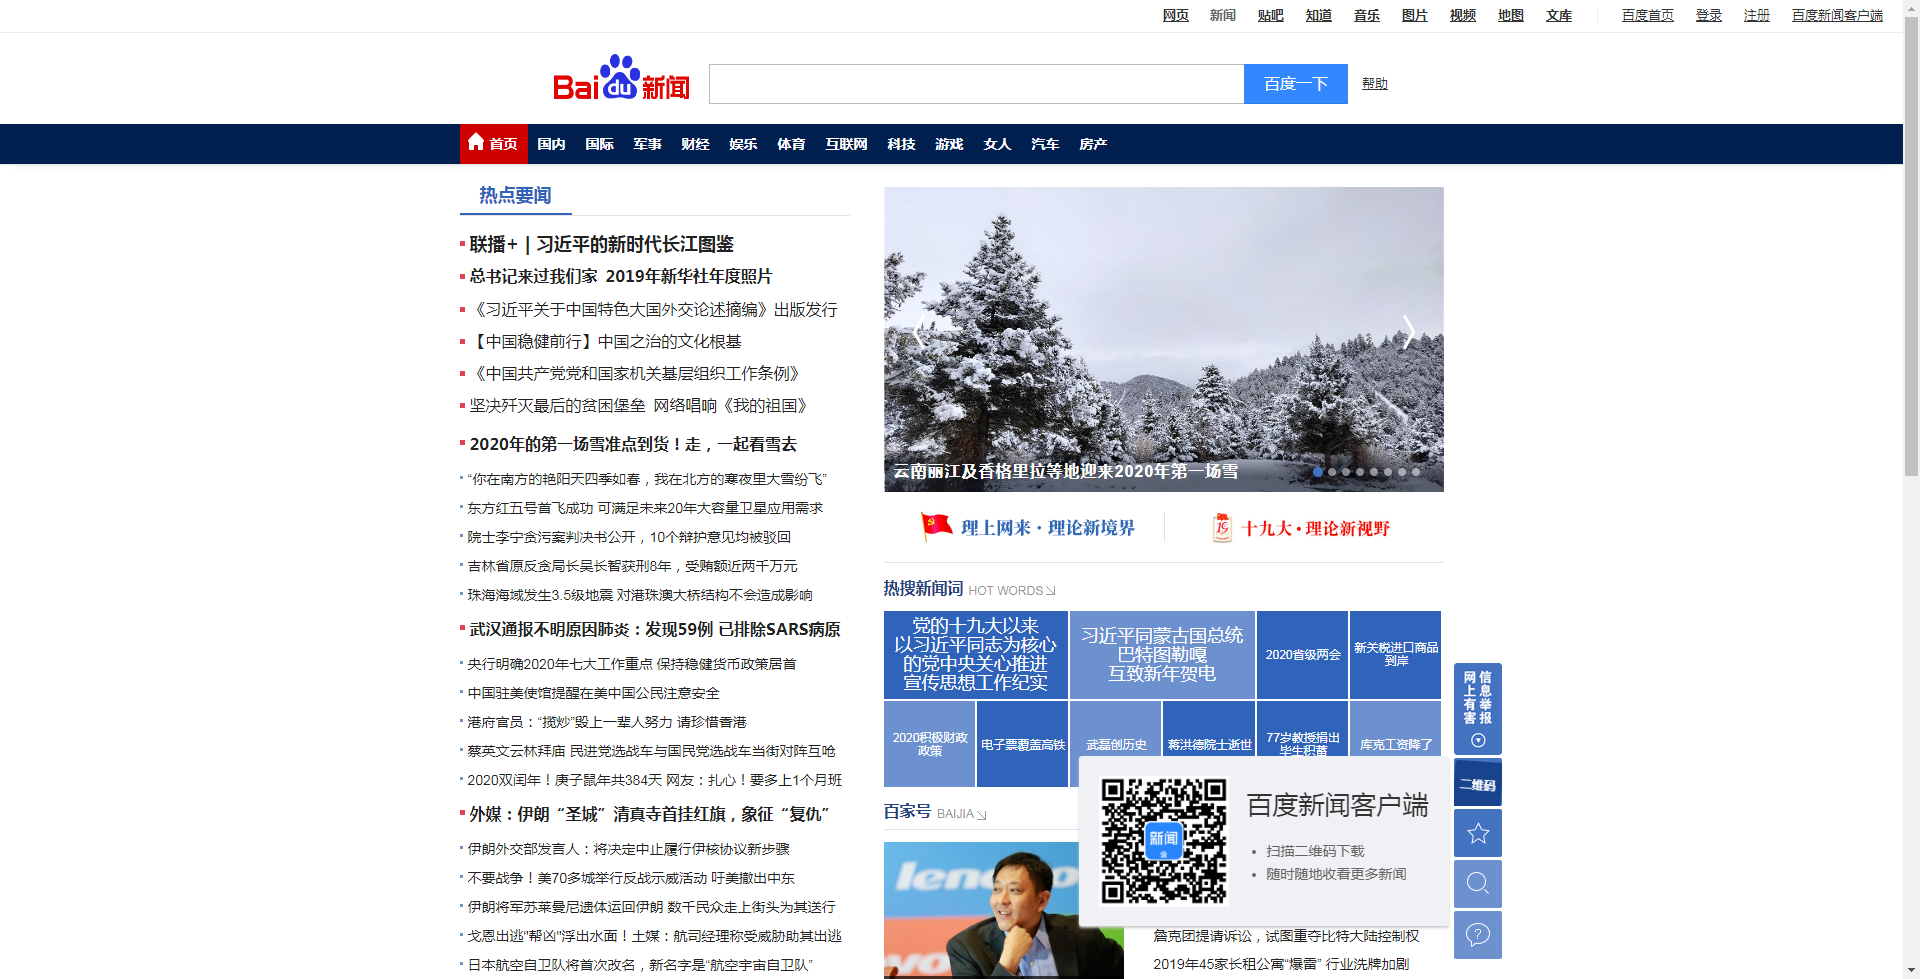 网页 新闻 贴吧 知道 音乐 图片 视频 地图 文库 百度首页 登录 注册 百度新闻客户端
Bai du 新闻 百度一下 帮助
首页 国内 国际 军事 财经 娱乐 体育 互联网 科技 游戏 女人 汽车 房产
热点要闻
联播+ | 习近平的新时代长江图鉴
总书记来过我们家 2019年新华社年度照片
《习近平关于中国特色大国外交论述摘编》出版发行
【中国稳健前行】中国之治的文化根基
《中国共产党党和国家机关基层组织工作条例》
坚决歼灭最后的贫困堡垒 网络唱响《我的祖国》
2020年的第一场雪准点到货！走，一起看雪去
“你在南方的艳阳天四季如春，我在北方的寒夜里大雪纷飞”
东方红五号首飞成功 可满足未来20年大容量卫星应用需求
院士李宁贪污案判决书公开，10个辩护意见均被驳回
吉林省原反贪局长吴长智获刑8年，受贿额近两千万元
珠海海域发生3.5级地震 对港珠澳大桥结构不会造成影响
武汉通报不明原因肺炎：发现59例 已排除SARS病原
央行明确2020年七大工作重点 保持稳健货币政策居首
中国驻美使馆提醒在美中国公民注意安全
港府官员：“揽炒”毁上一辈人努力 请珍惜香港
蔡英文云林拜庙 民进党选战车与国民党选战车当街对阵互呛
2020双闰年！庚子鼠年共384天 网友：扎心！要多上1个月班
外媒：伊朗“圣城”清真寺首挂红旗，象征“复仇”
伊朗外交部发言人：将决定中止履行伊核协议新步骤
不要战争！美70多城举行反战示威活动 吁美撤出中东
伊朗将军苏莱曼尼遗体运回伊朗 数千民众走上街头为其送行
戈恩出逃"帮凶"浮出水面！土媒：航司经理称受威胁助其出逃
日本航空自卫队将首次改名，新名字是“航空宇宙自卫队”
云南丽江及香格里拉等地迎来2020年第一场雪
理上网来·理论新境界
19 十九大·理论新视野
热搜新闻词 HOT WORDS
党的十九大以来
以习近平同志为核心
的党中央关心推进
宣传思想工作纪实
习近平同蒙古国总统
巴特图勒嘎
互致新年贺电
2020省级两会
新关税进口商品
到岸
2020积极财政
政策
电子票覆盖高铁
武磊创历史
蒋洪德院士逝世
77岁教授捐出
毕生积蓄
库克工资降了
百家号 BAIJIA
lenovo
新闻
百度新闻客户端
扫描二维码下载
随时随地收看更多新闻
詹克团提请诉讼，试图重夺比特大陆控制权
2019年45家长租公寓“爆雷” 行业洗牌加剧
网上有害
信息举报
二维码